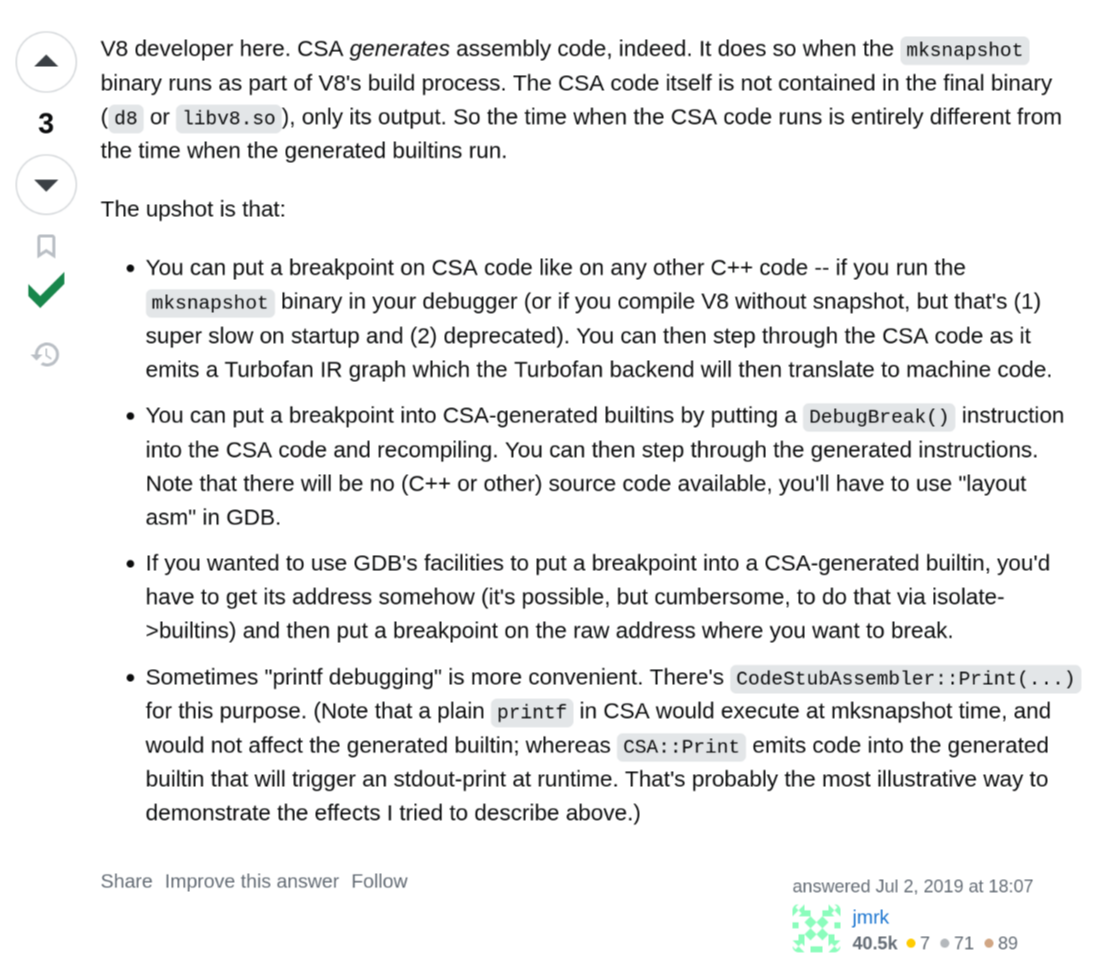 V8 developer here. CSA generates assembly code, indeed. It does so when the mksnapshot
binary runs as part of V8's build process. The CSA code itself is not contained in the final binary
3
( d8 or libv8.so ), only its output. So the time when the CSA code runs is entirely different from
the time when the generated builtins run.
The upshot is that:
• You can put a breakpoint on CSA code like on any other C++ code -- if you run the
mksnapshot binary in your debugger (or if you compile V8 without snapshot, but that's (1)
super slow on startup and (2) deprecated). You can then step through the CSA code as it
emits a Turbofan IR graph which the Turbofan backend will then translate to machine code.
• You can put a breakpoint into CSA-generated builtins by putting a DebugBreak() instruction
into the CSA code and recompiling. You can then step through the generated instructions.
Note that there will be no (C++ or other) source code available, you'll have to use "layout
asm" in GDB.
• If you wanted to use GDB's facilities to put a breakpoint into a CSA-generated builtin, you'd
have to get its address somehow (it's possible, but cumbersome, to do that via isolate-
>builtins) and then put a breakpoint on the raw address where you want to break.
• Sometimes "printf debugging" is more convenient. There's CodeStubAssembler::Print(...)
for this purpose. (Note that a plain printf in CSA would execute at mksnapshot time, and
would not affect the generated builtin; whereas CSA::Print emits code into the generated
builtin that will trigger an stdout-print at runtime. That's probably the most illustrative way to
demonstrate the effects I tried to describe above.)
Share Improve this answer Follow
answered Jul 2, 2019 at 18:07
jmrk
40.5k ● 7 ● 71 ● 89